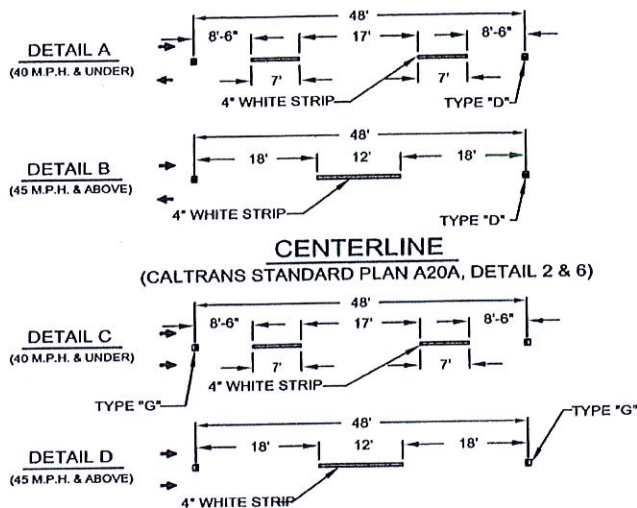 48'
8'-6" 17' 8'-6"
DETAIL A
(40 M.P.H. & UNDER)
7' 7'
4" WHITE STRIP TYPE "D"
48'
DETAIL B
(45 M.P.H. & ABOVE)
18' 12' 18'
4" WHITE STRIP
TYPE "D"
CENTERLINE
(CALTRANS STANDARD PLAN A20A, DETAIL 2 & 6)
48'
8'-6" 17' 8'-6"
DETAIL C
(40 M.P.H. & UNDER)
7' 7'
4" WHITE STRIP
TYPE "G"
TYPE "G"
48'
DETAIL D
(45 M.P.H. & ABOVE)
18' 12' 18'
4" WHITE STRIP